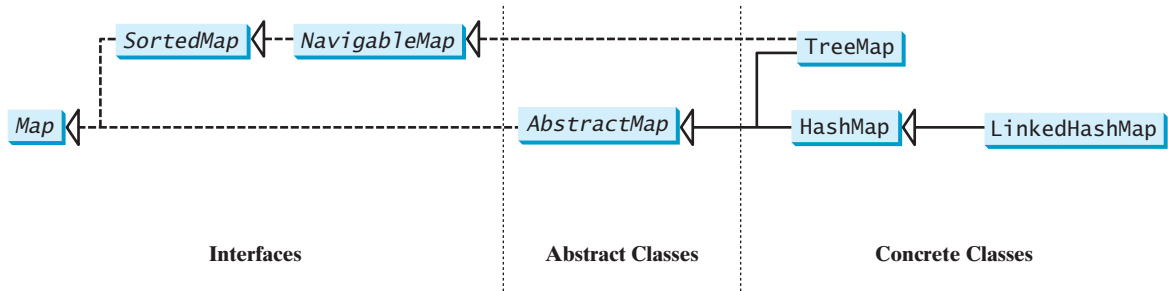 SortedMap
NavigableMap
TreeMap
Map
AbstractMap
HashMap
LinkedHashMap
Interfaces
Abstract Classes
Concrete Classes